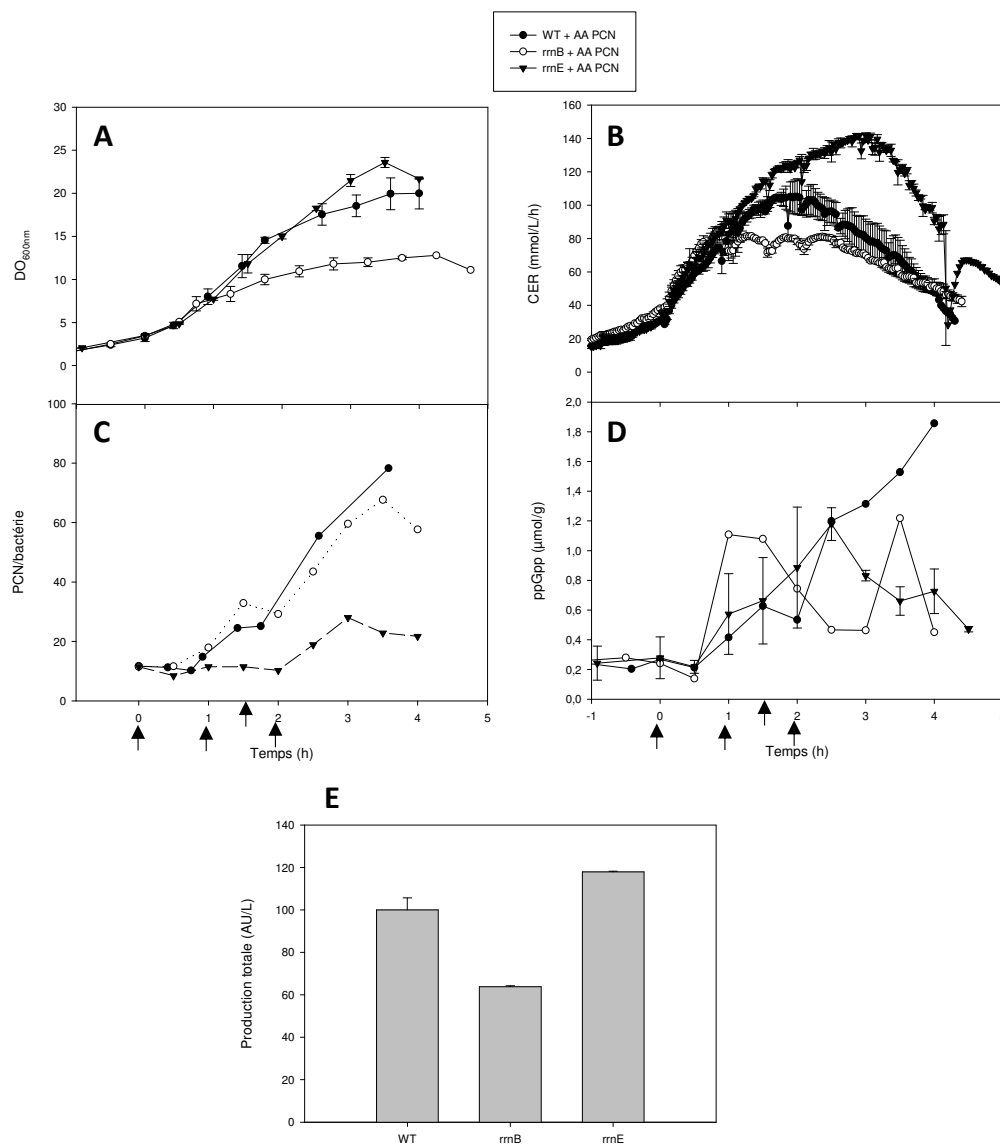 WT + AA PCN
rrnB + AA PCN
rrnE + AA PCN
A
DO600nm
30
25
20
15
10
5
0
B
CER (mmol/L/h)
160
140
120
100
80
60
40
20
0
C
PCN/bactérie
100
80
60
40
20
0
0 1 2 3 4 5
Temps (h)
D
ppGpp (µmol/g)
2,0
1,8
1,6
1,4
1,2
1,0
0,8
0,6
0,4
0,2
0,0
-1 0 1 2 3 4
Temps (h)
E
Production totale (AU/L)
140
120
100
80
60
40
20
0
WT rrnB rrnE